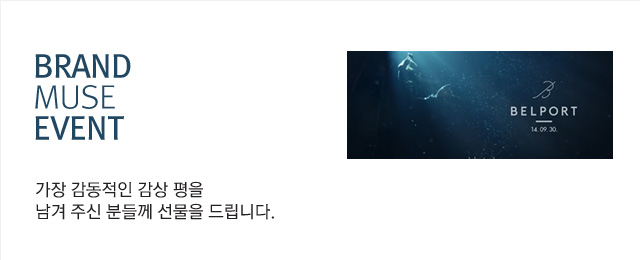 BRAND
MUSE
EVENT
가장 감동적인 감상 평을
남겨 주신 분들께 선물을 드립니다.
B
BELPORT
14. 09. 30.